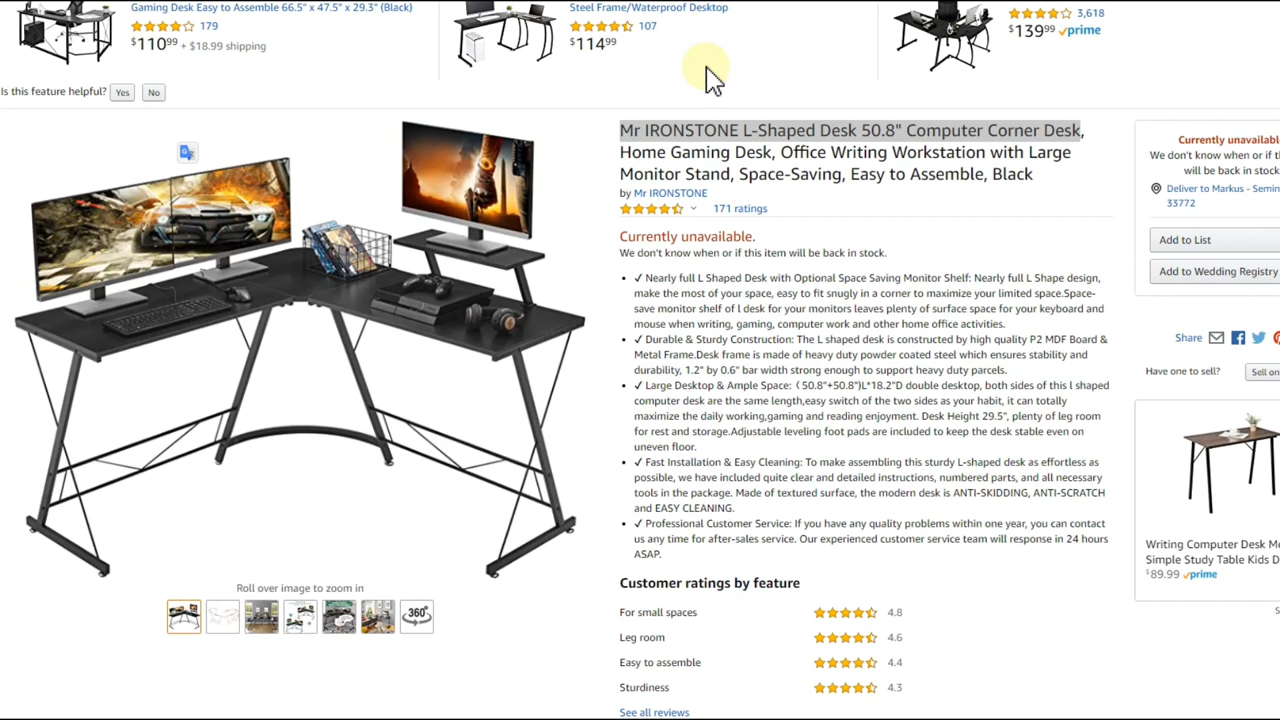 Gaming Desk Easy to Assemble 66.5" x 47.5" x 29.3" (Black)
179
$110⁹⁹ + $18.99 shipping
Steel Frame/Waterproof Desktop
107
$114⁹⁹
3,618
$139⁹⁹ prime
Is this feature helpful? Yes No
Mr IRONSTONE L-Shaped Desk 50.8" Computer Corner Desk,
Home Gaming Desk, Office Writing Workstation with Large
Monitor Stand, Space-Saving, Easy to Assemble, Black
by Mr IRONSTONE
171 ratings
Currently unavailable.
We don't know when or if this item will be back in stock.
• ✓ Nearly full L Shaped Desk with Optional Space Saving Monitor Shelf: Nearly full L Shape design,
make the most of your space, easy to fit snugly in a corner to maximize your limited space.Space-
save monitor shelf of l desk for your monitors leaves plenty of surface space for your keyboard and
mouse when writing, gaming, computer work and other home office activities.
• ✓ Durable & Sturdy Construction: The L shaped desk is constructed by high quality P2 MDF Board &
Metal Frame.Desk frame is made of heavy duty powder coated steel which ensures stability and
durability, 1.2" by 0.6" bar width strong enough to support heavy duty parcels.
• ✓ Large Desktop & Ample Space:（50.8"+50.8")L*18.2"D double desktop, both sides of this l shaped
computer desk are the same length,easy switch of the two sides as your habit, it can totally
maximize the daily working,gaming and reading enjoyment. Desk Height 29.5", plenty of leg room
for rest and storage.Adjustable leveling foot pads are included to keep the desk stable even on
uneven floor.
• ✓ Fast Installation & Easy Cleaning: To make assembling this sturdy L-shaped desk as effortless as
possible, we have included quite clear and detailed instructions, numbered parts, and all necessary
tools in the package. Made of textured surface, the modern desk is ANTI-SKIDDING, ANTI-SCRATCH
and EASY CLEANING.
• ✓ Professional Customer Service: If you have any quality problems within one year, you can contact
us any time for after-sales service. Our experienced customer service team will response in 24 hours
ASAP.
Customer ratings by feature
For small spaces 4.8
Leg room 4.6
Easy to assemble 4.4
Sturdiness 4.3
See all reviews
Roll over image to zoom in
360°
Currently unavailabl
We don't know when or if th
will be back in stock
Deliver to Markus - Semin
33772
Add to List
Add to Wedding Registry
Share
Have one to sell? Sell on
Writing Computer Desk Mo
Simple Study Table Kids D
$89.99 prime